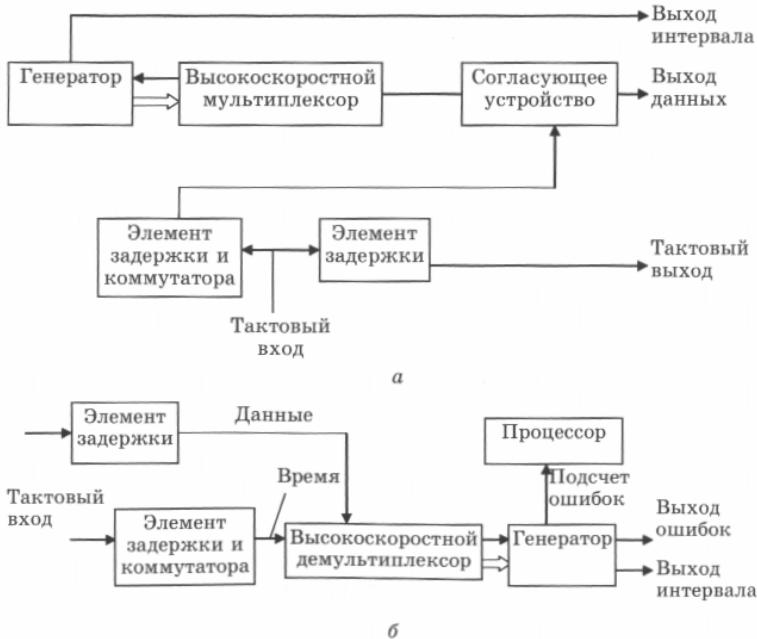 Выход
интервала
Генератор
Высокоскоростной
мультиплексор
Согласующее
устройство
Выход
данных
Элемент
задержки и
коммутатора
Элемент
задержки
Тактовый
выход
Тактовый
вход
а
Элемент
задержки
Данные
Процессор
Тактовый
вход
Время
Подсчет
ошибок
Элемент
задержки и
коммутатора
Высокоскоростной
демультиплексор
Генератор
Выход
ошибок
Выход
интервала
б